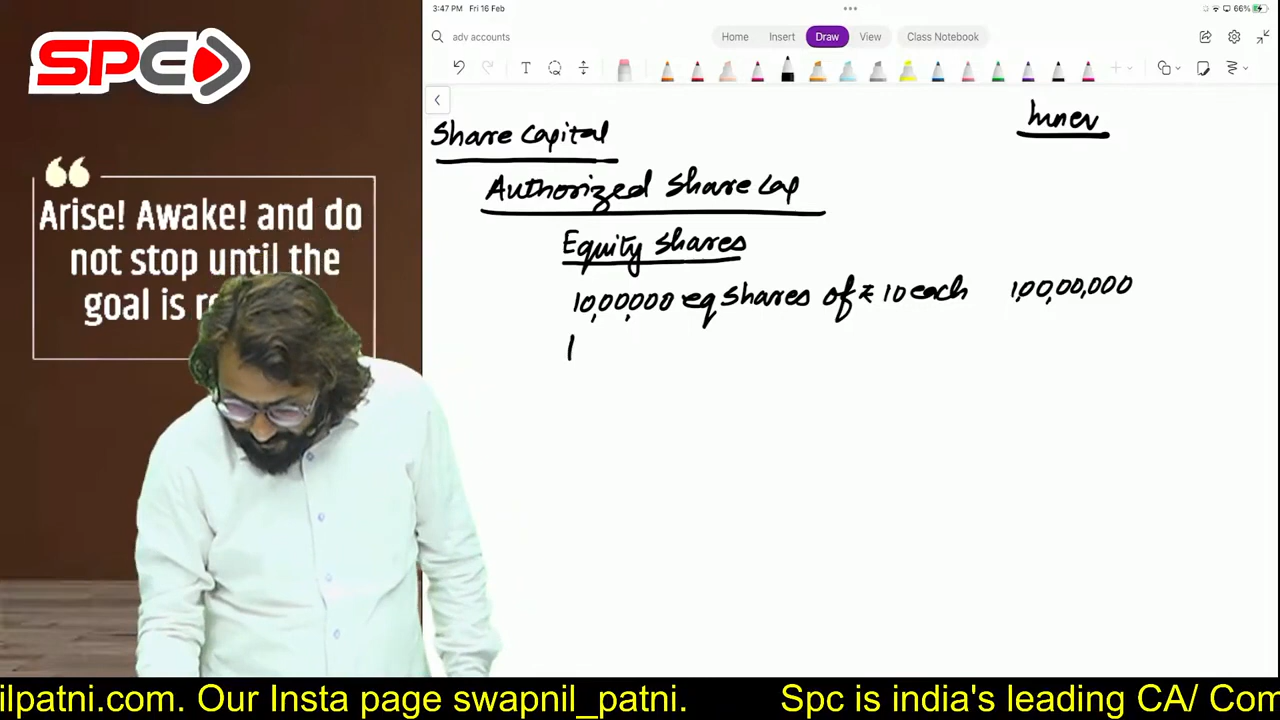 3:47 PM Fri 16 Feb
66%
adv accounts
Home Insert Draw View Class Notebook
SPC
Arise! Awake! and do
not stop until the
goal is
Share Capital
Authorized Share Cap
Equity Shares
10,00,000 eq Shares of ₹ 10 each 1,00,00,000
ilpatni.com. Our Insta page swapnil_patni. Spc is india's leading CA/ Com